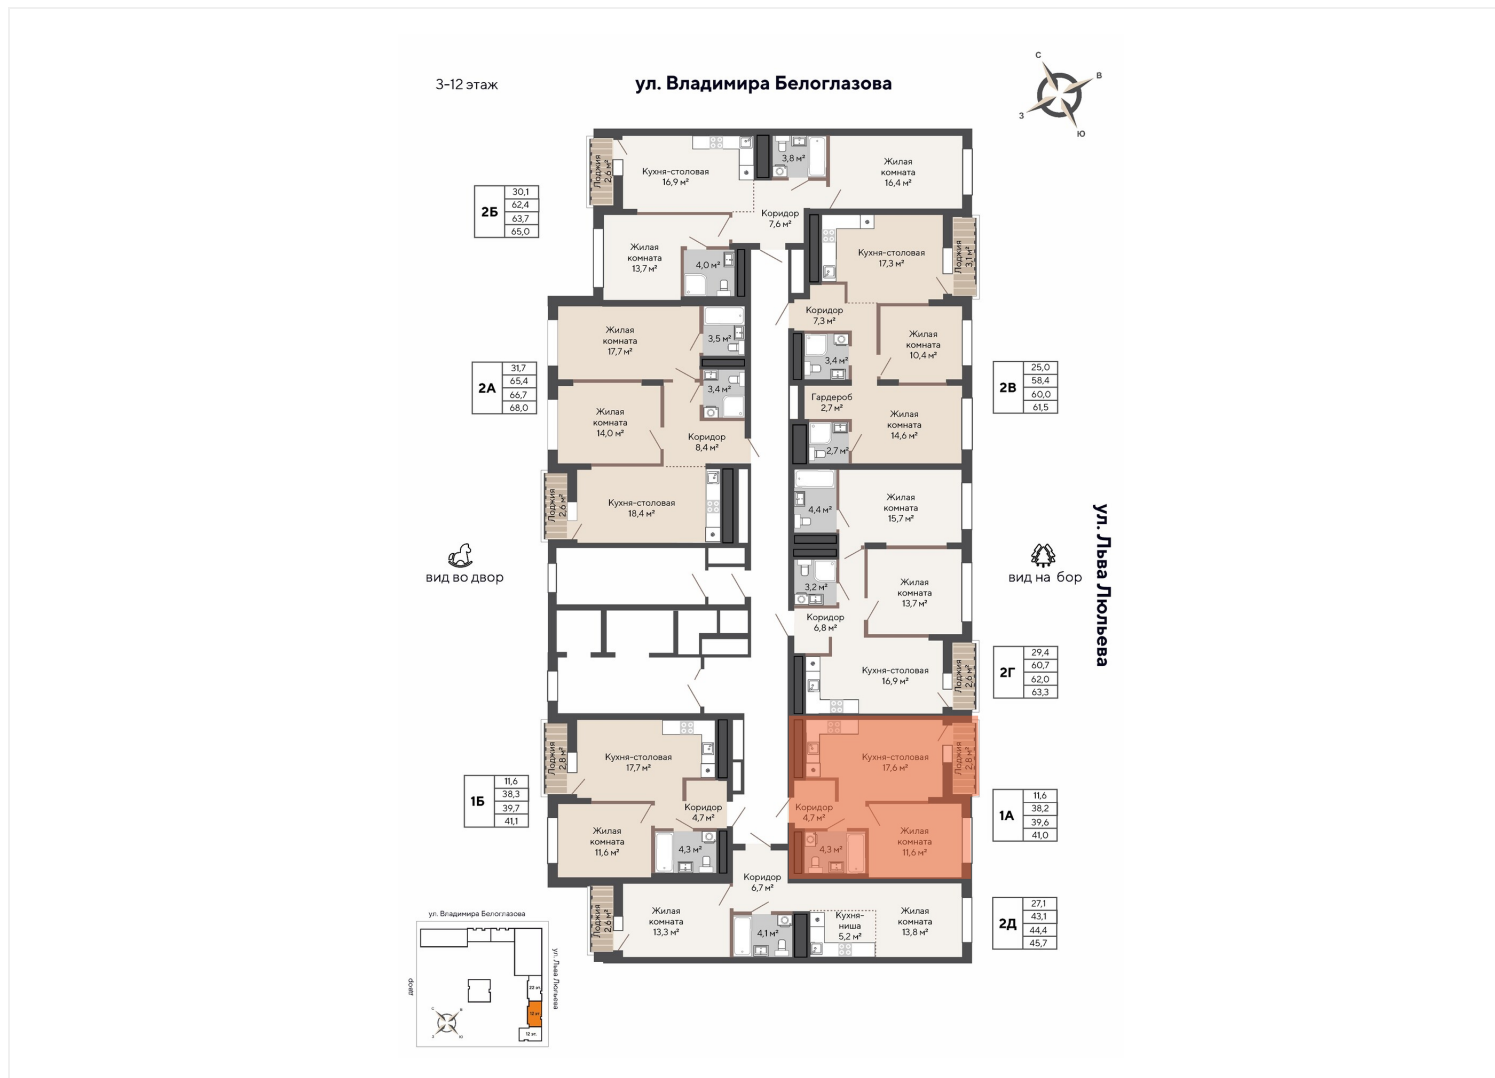 3-12 этаж
ул. Владимира Белоглазова
С
В
З
Ю
Лоджия
2,6 м²
Кухня-столовая
16,9 м²
3,8 м²
Жилая
комната
16,4 м²
2Б
30,1
62,4
63,7
65,0
Коридор
7,6 м²
Жилая
комната
13,7 м²
4,0 м²
Кухня-столовая
17,3 м²
Лоджия
3,1 м²
Коридор
7,3 м²
Жилая
комната
17,7 м²
3,5 м²
3,4 м²
Жилая
комната
10,4 м²
2А
31,7
65,4
66,7
68,0
3,4 м²
2В
25,0
58,4
60,0
61,5
Жилая
комната
14,0 м²
Коридор
8,4 м²
Гардероб
2,7 м²
Жилая
комната
14,6 м²
2,7 м²
Лоджия
2,6 м²
Кухня-столовая
18,4 м²
4,4 м²
Жилая
комната
15,7 м²
ул. Льва Люльева
вид во двор
вид на бор
3,2 м²
Жилая
комната
13,7 м²
Коридор
6,8 м²
Кухня-столовая
16,9 м²
Лоджия
2,6 м²
2Г
29,4
60,7
62,0
63,3
Лоджия
2,8 м²
Кухня-столовая
17,7 м²
Кухня-столовая
17,6 м²
Лоджия
2,8 м²
1Б
11,6
38,3
39,7
41,1
Коридор
4,7 м²
Коридор
4,7 м²
1А
11,6
38,2
39,6
41,0
Жилая
комната
11,6 м²
4,3 м²
4,3 м²
Жилая
комната
11,6 м²
Коридор
6,7 м²
Лоджия
2,6 м²
Жилая
комната
13,3 м²
4,1 м²
Кухня-
ниша
5,2 м²
Жилая
комната
13,8 м²
2Д
27,1
43,1
44,4
45,7
ул. Владимира Белоглазова
ул. Льва Люльева
22 эт.
12 эт.
12 эт.
С
В
З
Ю